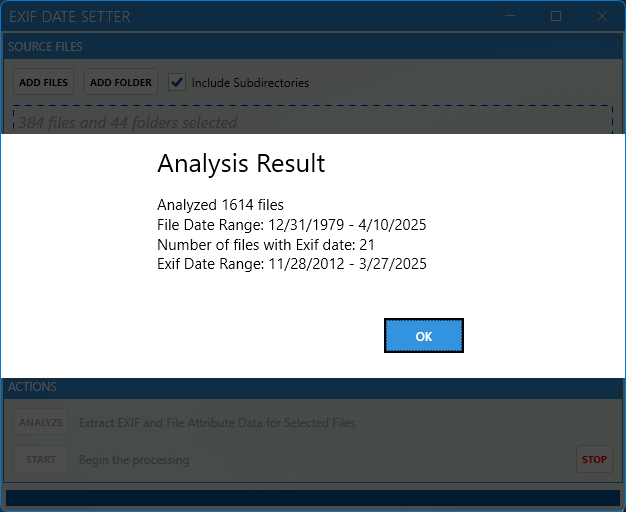 EXIF DATE SETTER
SOURCE FILES
ADD FILES ADD FOLDER Include Subdirectories
384 files and 44 folders selected
Analysis Result
Analyzed 1614 files
File Date Range: 12/31/1979 - 4/10/2025
Number of files with Exif date: 21
Exif Date Range: 11/28/2012 - 3/27/2025
OK
ACTIONS
ANALYZE Extract EXIF and File Attribute Data for Selected Files
START Begin the processing STOP